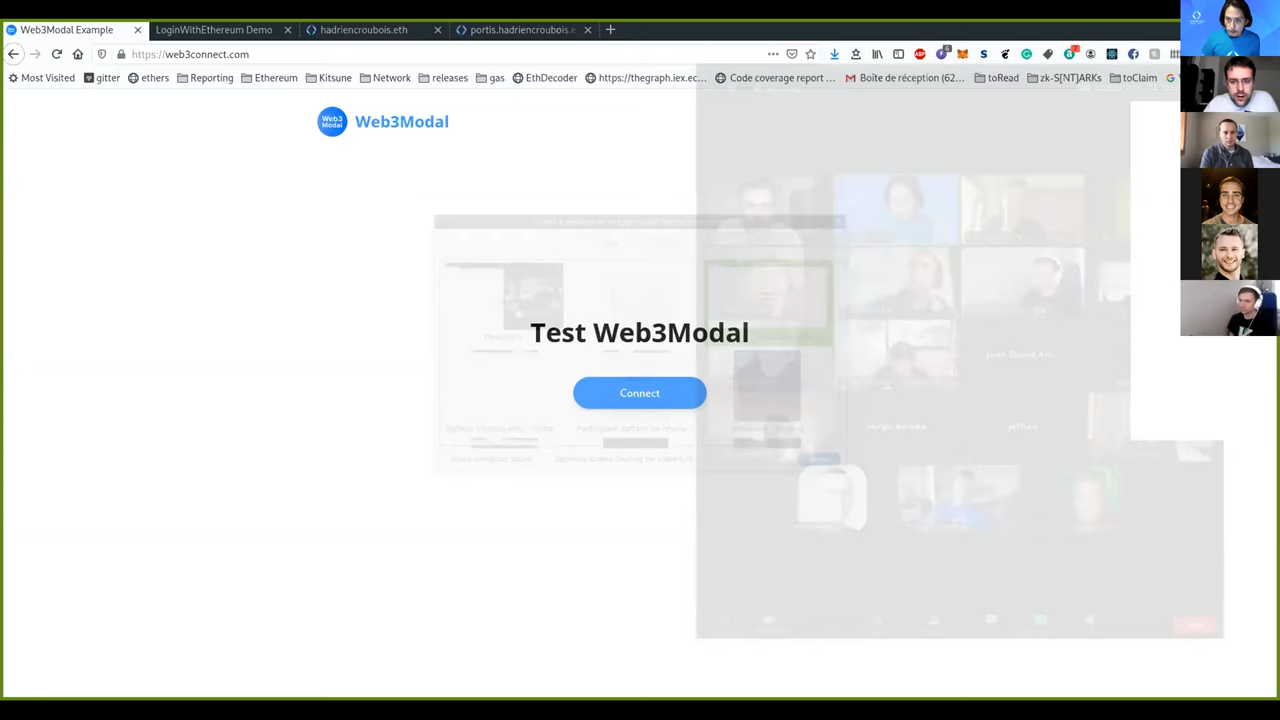 Web3Modal Example
LoginWithEthereum Demo
hadriencroubois.eth
portis.hadriencroubois.e
https://web3connect.com
Most Visited
gitter
ethers
Reporting
Ethereum
Kitsune
Network
releases
gas
EthDecoder
https://thegraph.iex.ec...
Code coverage report ...
Boîte de réception (62...
toRead
zk-S[NT]ARKs
toClaim
Web3 Modal
Web3Modal
Test Web3Modal
Connect